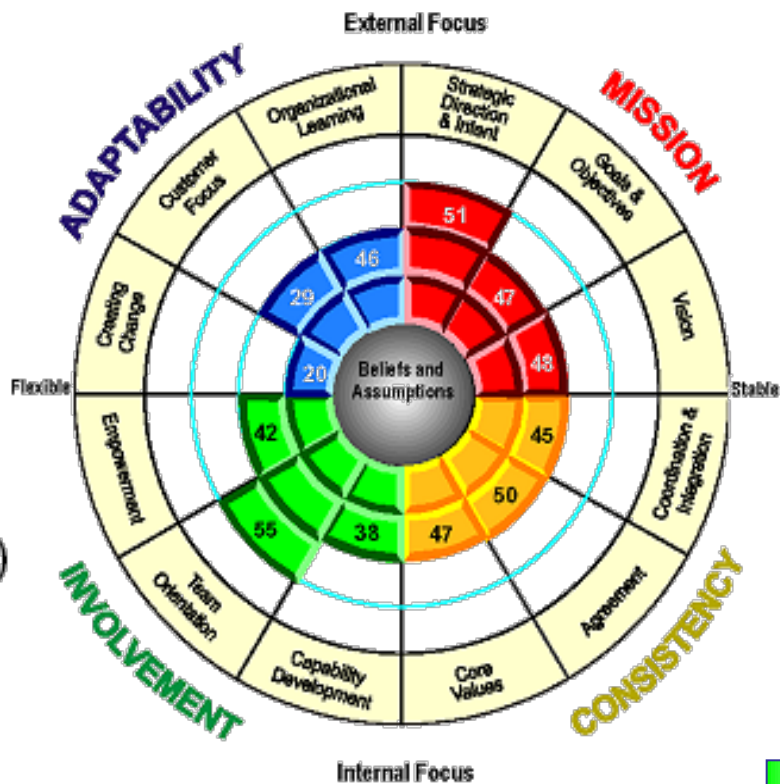 External Focus
ADAPTABILITY
MISSION
Organizational
Learning
Strategic
Direction
& Intent
Customer
Focus
Goals &
Objectives
Creating
Change
Vision
51
46
47
29
48
20
Beliefs and
Assumptions
Flexible
Stable
42
45
55
50
38
47
Empowerment
Coordination &
Integration
Team
Orientation
Agreement
Capability
Development
Core
Values
INVOLVEMENT
CONSISTENCY
)
Internal Focus